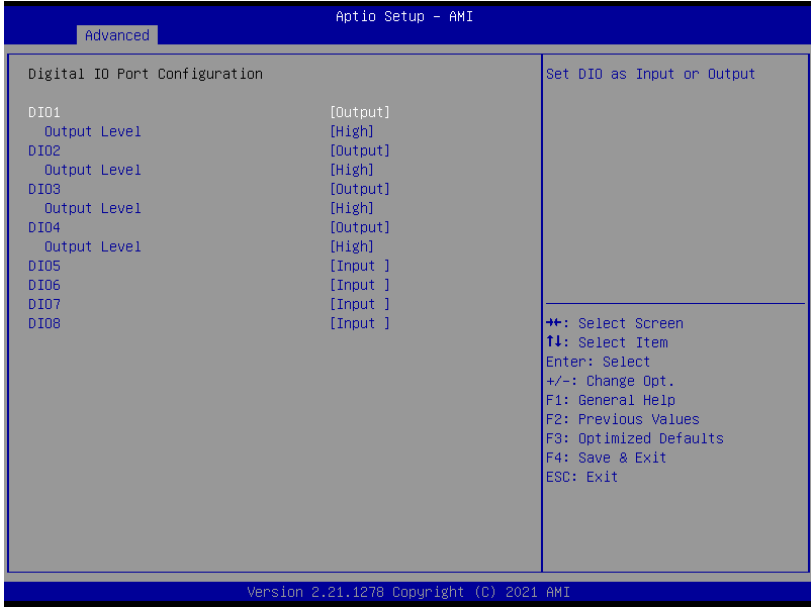 Aptio Setup – AMI
Advanced
Digital IO Port Configuration
DIO1 [Output]
Output Level [High]
DIO2 [Output]
Output Level [High]
DIO3 [Output]
Output Level [High]
DIO4 [Output]
Output Level [High]
DIO5 [Input ]
DIO6 [Input ]
DIO7 [Input ]
DIO8 [Input ]
Set DIO as Input or Output
→←: Select Screen
↑↓: Select Item
Enter: Select
+/-: Change Opt.
F1: General Help
F2: Previous Values
F3: Optimized Defaults
F4: Save & Exit
ESC: Exit
Version 2.21.1278 Copyright (C) 2021 AMI